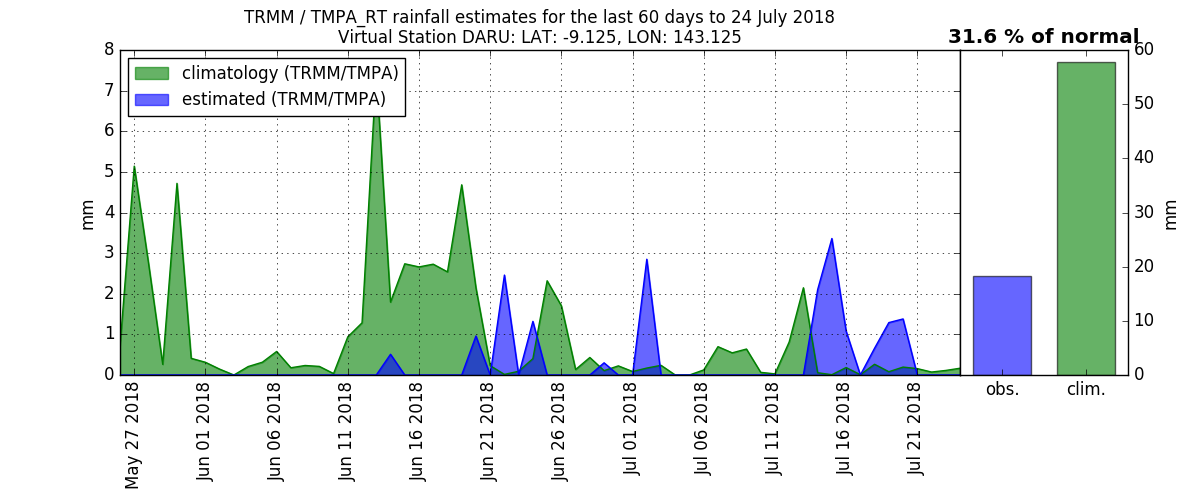 TRMM / TMPA_RT rainfall estimates for the last 60 days to 24 July 2018
Virtual Station DARU: LAT: -9.125, LON: 143.125
31.6 % of normal
climatology (TRMM/TMPA)
estimated (TRMM/TMPA)
8
7
6
5
4
3
2
1
0
mm
May 27 2018
Jun 01 2018
Jun 06 2018
Jun 11 2018
Jun 16 2018
Jun 21 2018
Jun 26 2018
Jul 01 2018
Jul 06 2018
Jul 11 2018
Jul 16 2018
Jul 21 2018
obs.
clim.
60
50
40
30
20
10
0
mm